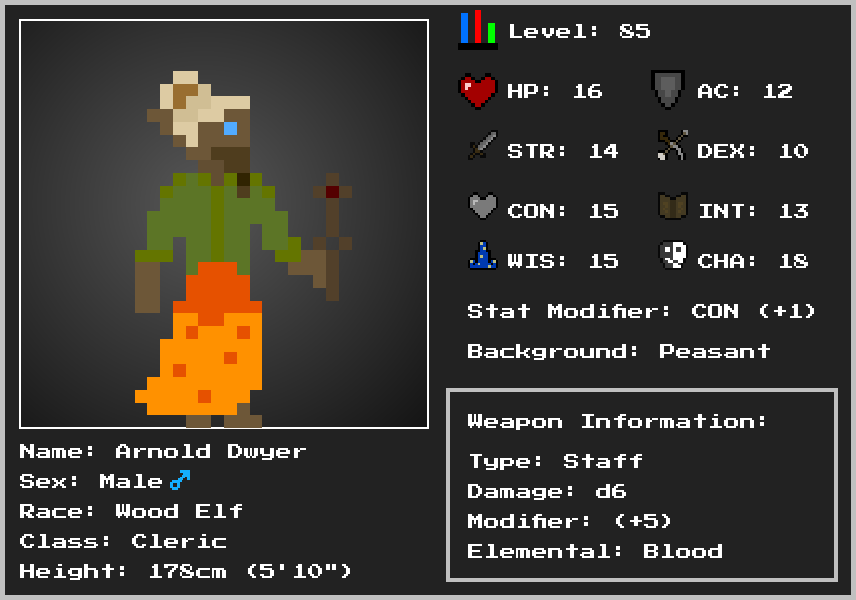 Level: 85
HP: 16
AC: 12
STR: 14
DEX: 10
CON: 15
INT: 13
WIS: 15
CHA: 18
Stat Modifier: CON (+1)
Background: Peasant
Weapon Information:
Type: Staff
Damage: d6
Modifier: (+5)
Elemental: Blood
Name: Arnold Dwyer
Sex: Male♂
Race: Wood Elf
Class: Cleric
Height: 178cm (5'10")